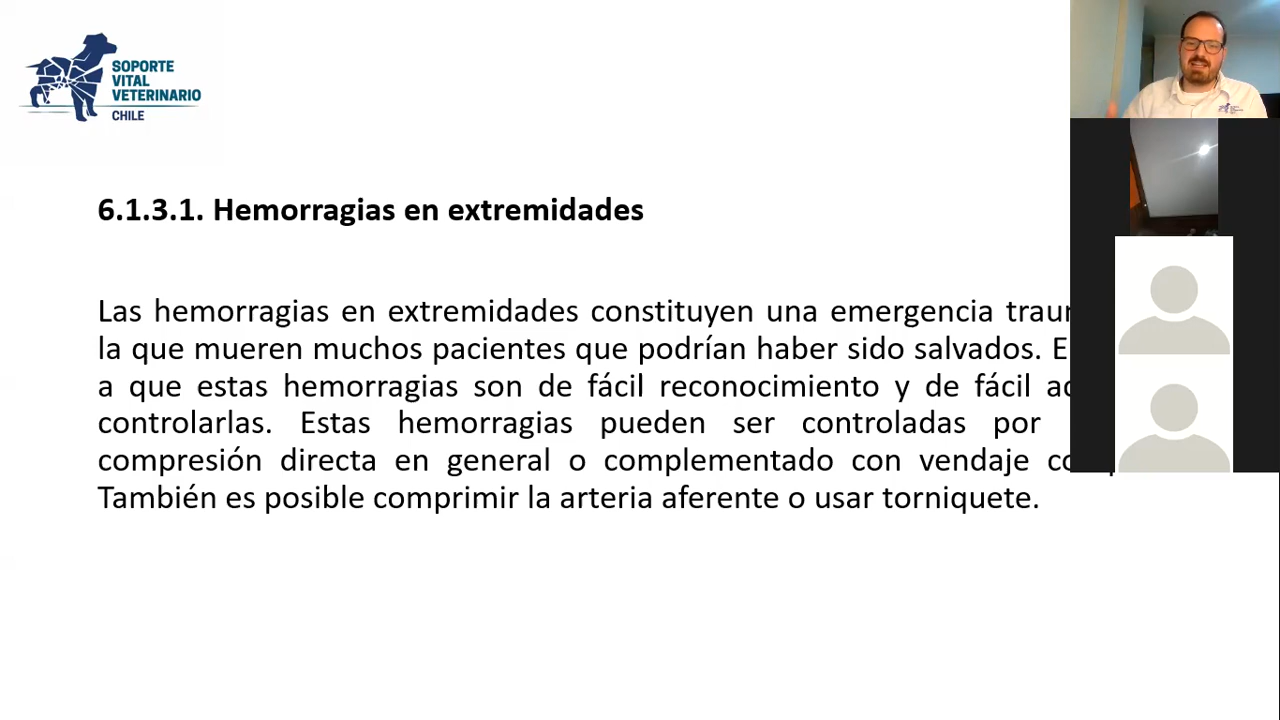 SOPORTE
VITAL
VETERINARIO
CHILE
6.1.3.1. Hemorragias en extremidades
Las hemorragias en extremidades constituyen una emergencia
la que mueren muchos pacientes que podrían haber sido salvados.
a que estas hemorragias son de fácil reconocimiento y de fácil
controlarlas. Estas hemorragias pueden ser controladas por
compresión directa en general o complementado con vendaje
También es posible comprimir la arteria aferente o usar torniquete.